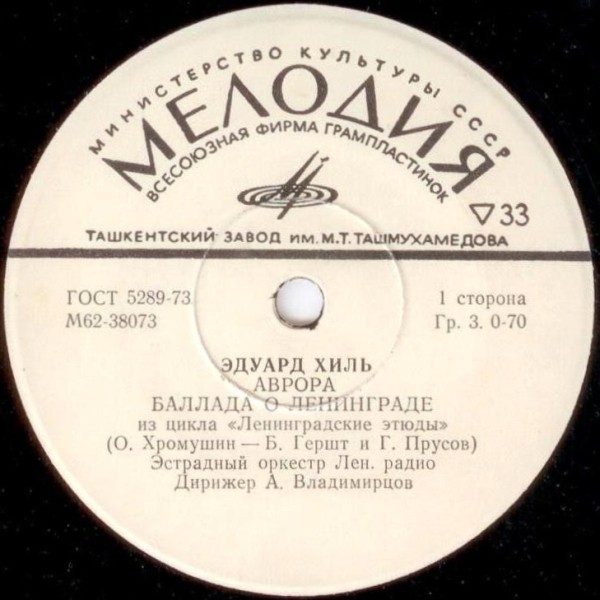 МИНИСТЕРСТВО КУЛЬТУРЫ СССР
МЕЛОДИЯ
ВСЕСОЮЗНАЯ ФИРМА ГРАМПЛАСТИНОК
▽33
ТАШКЕНТСКИЙ ЗАВОД ИМ. М.Т. ТАШМУХАМЕДОВА
ГОСТ 5289-73
1 сторона
М62-38073
Гр. 3. 0-70
ЭДУАРД ХИЛЬ
АВРОРА
БАЛЛАДА О ЛЕНИНГРАДЕ
из цикла «Ленинградские этюды»
(О. Хромушин — Б. Гершт и Г. Прусов)
Эстрадный оркестр Лен. радио
Дирижер А. Владимирцов